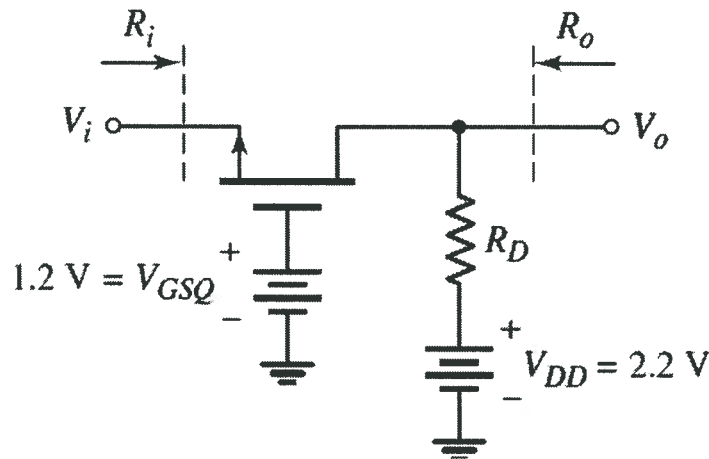 R_i
R_o
V_i
V_o
R_D
+
1.2 V = V_GSQ
−
+
V_DD = 2.2 V
−